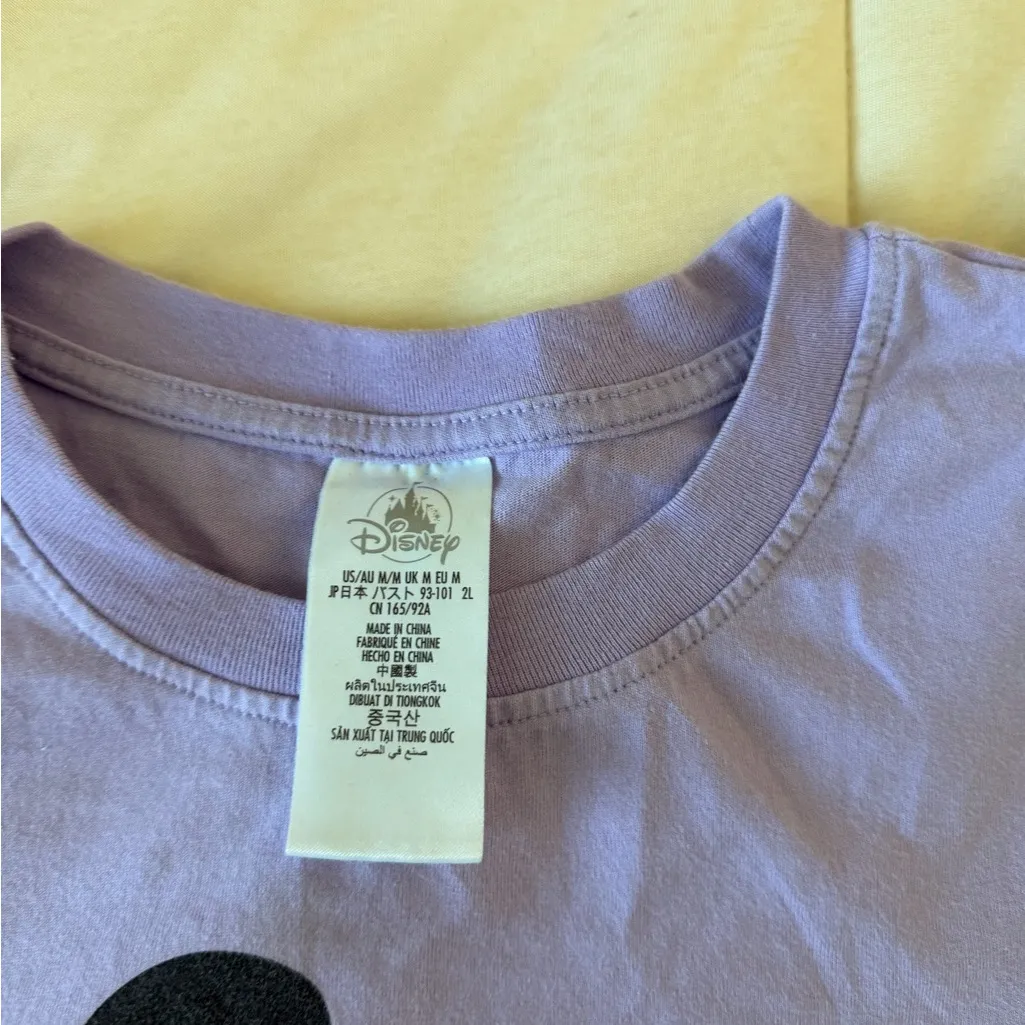 Disney
US/AU M/M UK M EU M
JP日本 バスト 93-101 2L
CN 165/92A
MADE IN CHINA
FABRIQUÉ EN CHINE
HECHO EN CHINA
中國製
ผลิตในประเทศจีน
DIBUAT DI TIONGKOK
중국산
SẢN XUẤT TẠI TRUNG QUỐC
صنع في الصين